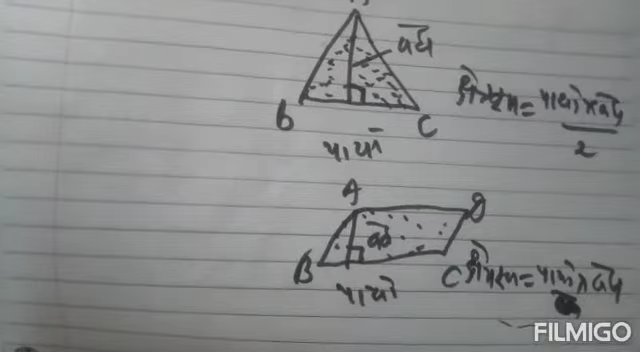 वेध
B
C
पायो
क्षेत्रफळ = पायो × वेध
2
A
D
वेध
B
C
पायो
क्षेत्रफळ = पायो × वेध
FILMIGO